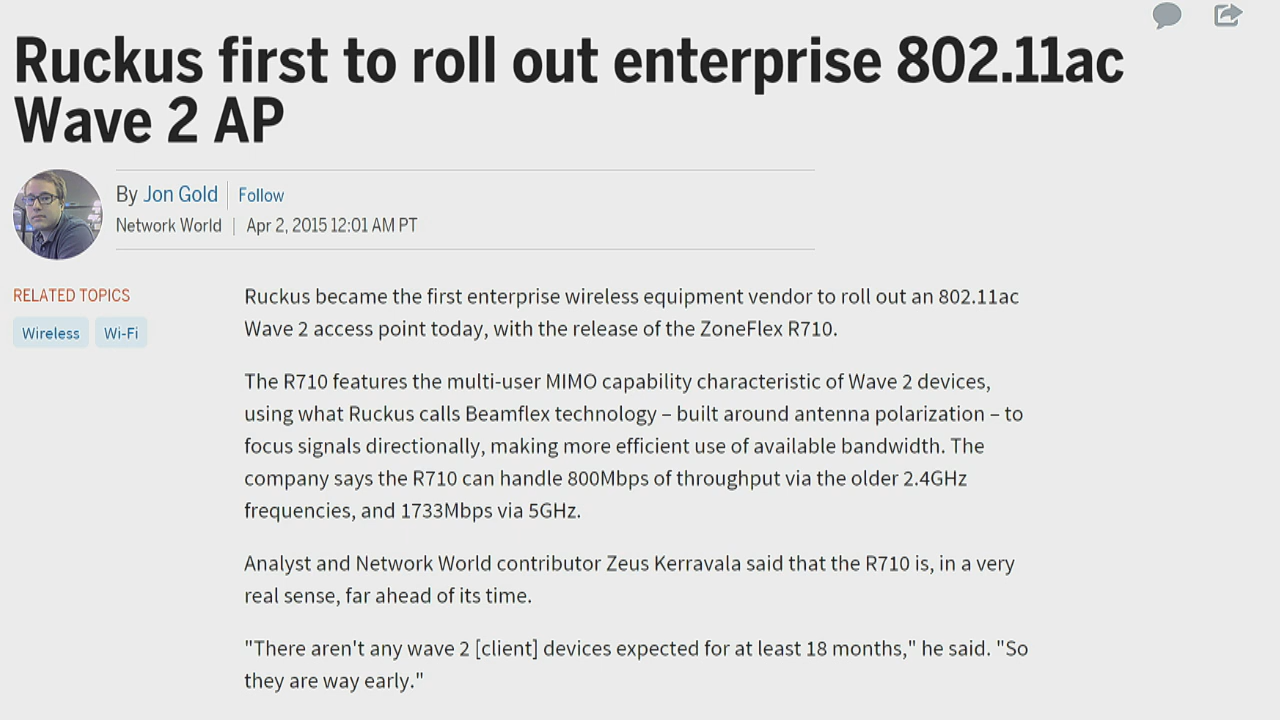 Ruckus first to roll out enterprise 802.11ac
Wave 2 AP
By Jon Gold | Follow
Network World | Apr 2, 2015 12:01 AM PT
RELATED TOPICS
Wireless Wi-Fi
Ruckus became the first enterprise wireless equipment vendor to roll out an 802.11ac
Wave 2 access point today, with the release of the ZoneFlex R710.
The R710 features the multi-user MIMO capability characteristic of Wave 2 devices,
using what Ruckus calls Beamflex technology – built around antenna polarization – to
focus signals directionally, making more efficient use of available bandwidth. The
company says the R710 can handle 800Mbps of throughput via the older 2.4GHz
frequencies, and 1733Mbps via 5GHz.
Analyst and Network World contributor Zeus Kerravala said that the R710 is, in a very
real sense, far ahead of its time.
"There aren't any wave 2 [client] devices expected for at least 18 months," he said. "So
they are way early."